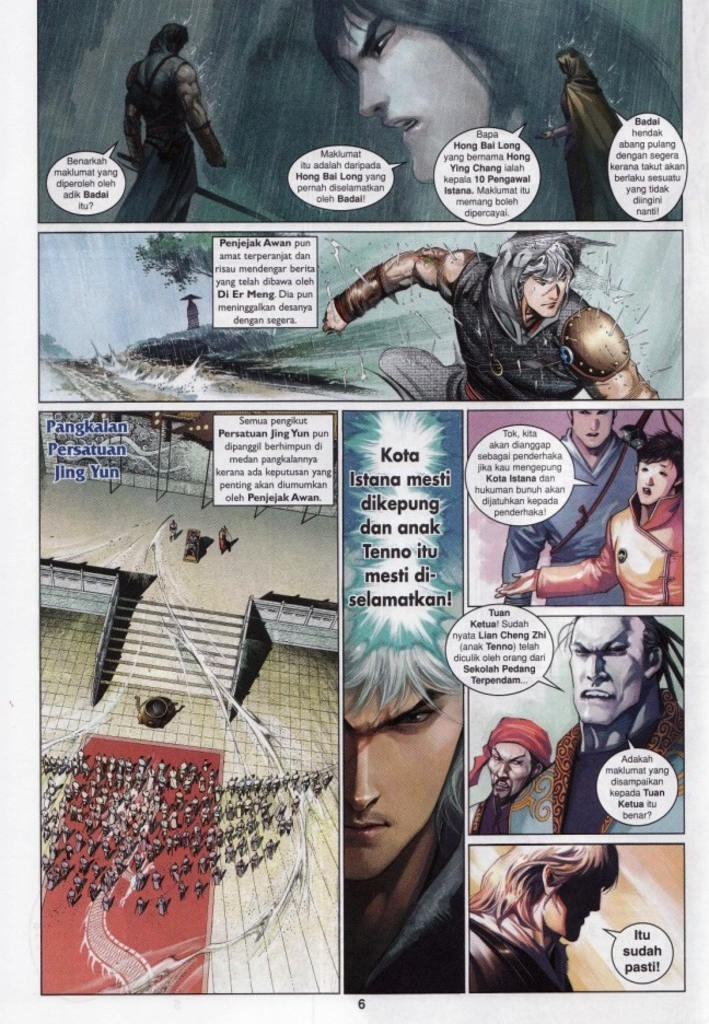 Benarkah
maklumat yang
diperoleh oleh
adik Badai
itu?
Maklumat
itu adalah daripada
Hong Bai Long yang
pernah diselamatkan
oleh Badai!
Bapa
Hong Bai Long
yang bernama Hong
Ying Chang ialah
kepala 10 Pengawal
Istana. Maklumat itu
memang boleh
dipercayai.
Badai
hendak
abang pulang
dengan segera
kerana takut akan
berlaku sesuatu
yang tidak
diingini
nanti!
Penjejak Awan pun
amat terperanjat dan
risau mendengar berita
yang telah dibawa oleh
Di Er Meng. Dia pun
meninggalkan desanya
dengan segera.
Pangkalan
Persatuan
Jing Yun
Semua pengikut
Persatuan Jing Yun pun
dipanggil berhimpun di
medan pangkalannya
kerana ada keputusan yang
penting akan diumumkan
oleh Penjejak Awan.
Kota
Istana mesti
dikepung
dan anak
Tenno itu
mesti di-
selamatkan!
Tok, kita
akan dianggap
sebagai penderhaka
jika kau mengepung
Kota Istana dan
hukuman bunuh akan
dijatuhkan kepada
penderhaka!
Tuan
Ketua! Sudah
nyata Lian Cheng Zhi
(anak Tenno) telah
diculik oleh orang dari
Sekolah Pedang
Terpendam...
Adakah
maklumat yang
disampaikan
kepada Tuan
Ketua itu
benar?
Itu
sudah
pasti!
6